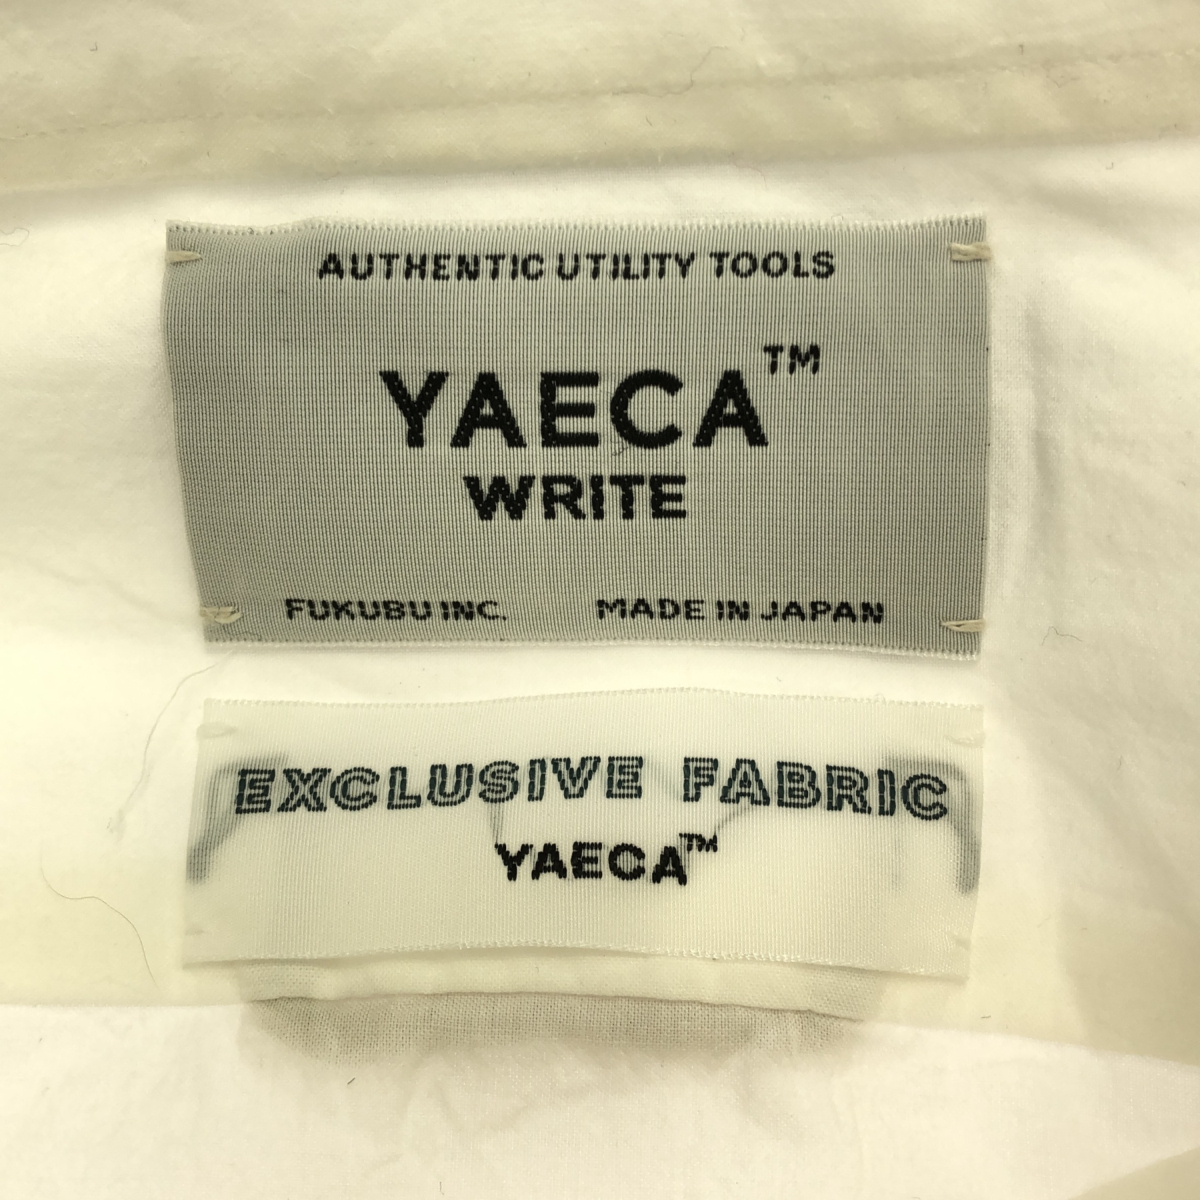 AUTHENTIC UTILITY TOOLS
YAECA™
WRITE
FUKUBU INC. MADE IN JAPAN
EXCLUSIVE FABRIC
YAECA™